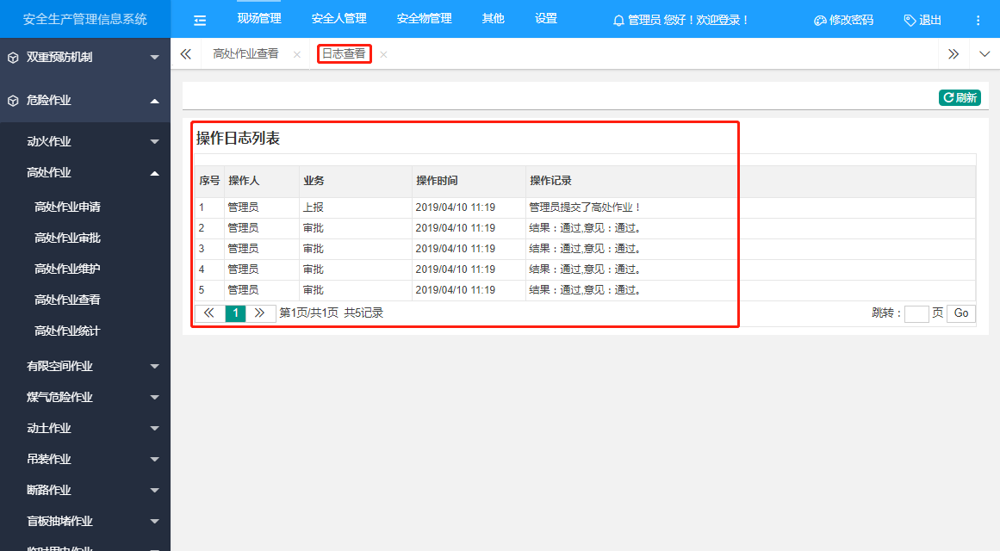 安全生产管理信息系统
现场管理 安全人管理 安全物管理 其他 设置 管理员 您好！欢迎登录！ 修改密码 退出
双重预防机制
危险作业
动火作业
高处作业
高处作业申请
高处作业审批
高处作业维护
高处作业查看
高处作业统计
有限空间作业
煤气危险作业
动土作业
吊装作业
断路作业
盲板抽堵作业
临时用电作业
高处作业查看 日志查看
刷新
操作日志列表
序号 操作人 业务 操作时间 操作记录
1 管理员 上报 2019/04/10 11:19 管理员提交了高处作业！
2 管理员 审批 2019/04/10 11:19 结果：通过,意见：通过。
3 管理员 审批 2019/04/10 11:19 结果：通过,意见：通过。
4 管理员 审批 2019/04/10 11:19 结果：通过,意见：通过。
5 管理员 审批 2019/04/10 11:19 结果：通过,意见：通过。
1 第1页/共1页 共5记录 跳转： 页 Go